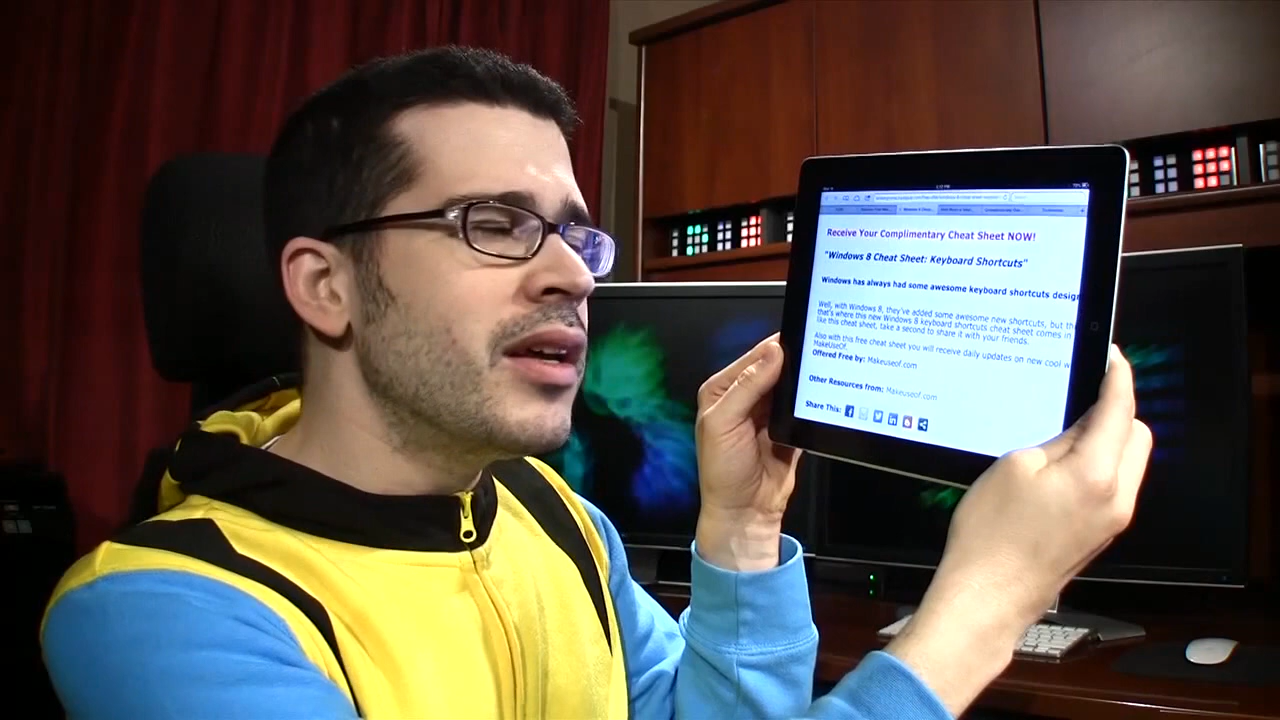 Receive Your Complimentary Cheat Sheet NOW!
"Windows 8 Cheat Sheet: Keyboard Shortcuts"
Windows has always had some awesome keyboard shortcuts design
Well, with Windows 8, they've added some awesome new shortcuts, but th
that's where this new Windows 8 keyboard shortcuts cheat sheet comes in
like this cheat sheet, take a second to share it with your friends.
Also with this free cheat sheet you will receive daily updates on new cool w
MakeUseOf.
Offered Free by: Makeuseof.com
Other Resources from: Makeuseof.com
Share This: